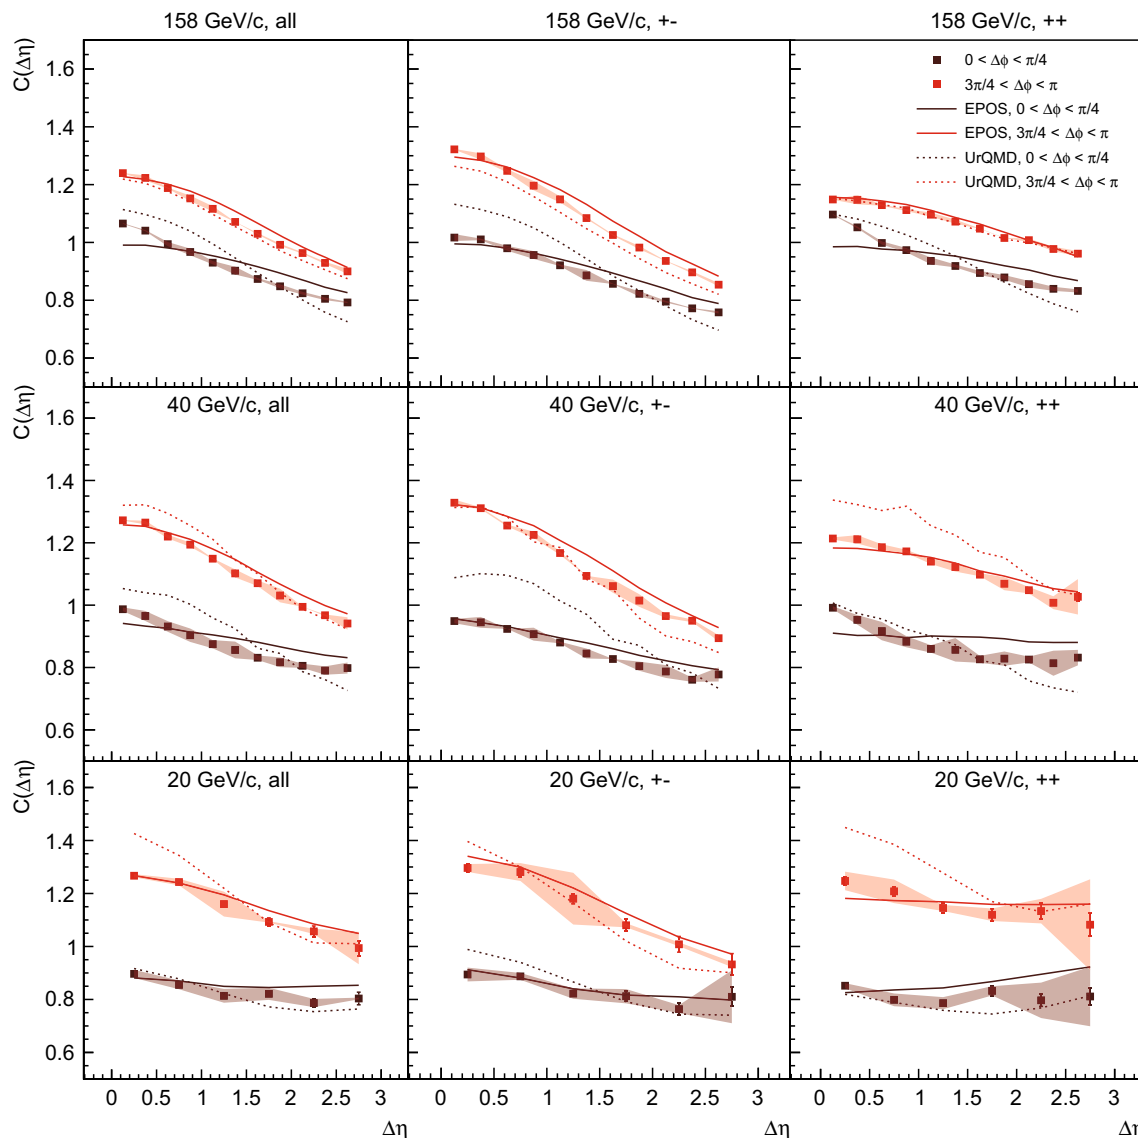 158 GeV/c, all
158 GeV/c, +-
158 GeV/c, ++
C(Δη)
1.6
1.4
1.2
1
0.8
0.6
0 < Δϕ < π/4
3π/4 < Δϕ < π
EPOS, 0 < Δϕ < π/4
EPOS, 3π/4 < Δϕ < π
UrQMD, 0 < Δϕ < π/4
UrQMD, 3π/4 < Δϕ < π
40 GeV/c, all
40 GeV/c, +-
40 GeV/c, ++
C(Δη)
1.6
1.4
1.2
1
0.8
0.6
20 GeV/c, all
20 GeV/c, +-
20 GeV/c, ++
C(Δη)
1.6
1.4
1.2
1
0.8
0.6
0 0.5 1 1.5 2 2.5 3
0 0.5 1 1.5 2 2.5 3
0 0.5 1 1.5 2 2.5 3
Δη
Δη
Δη